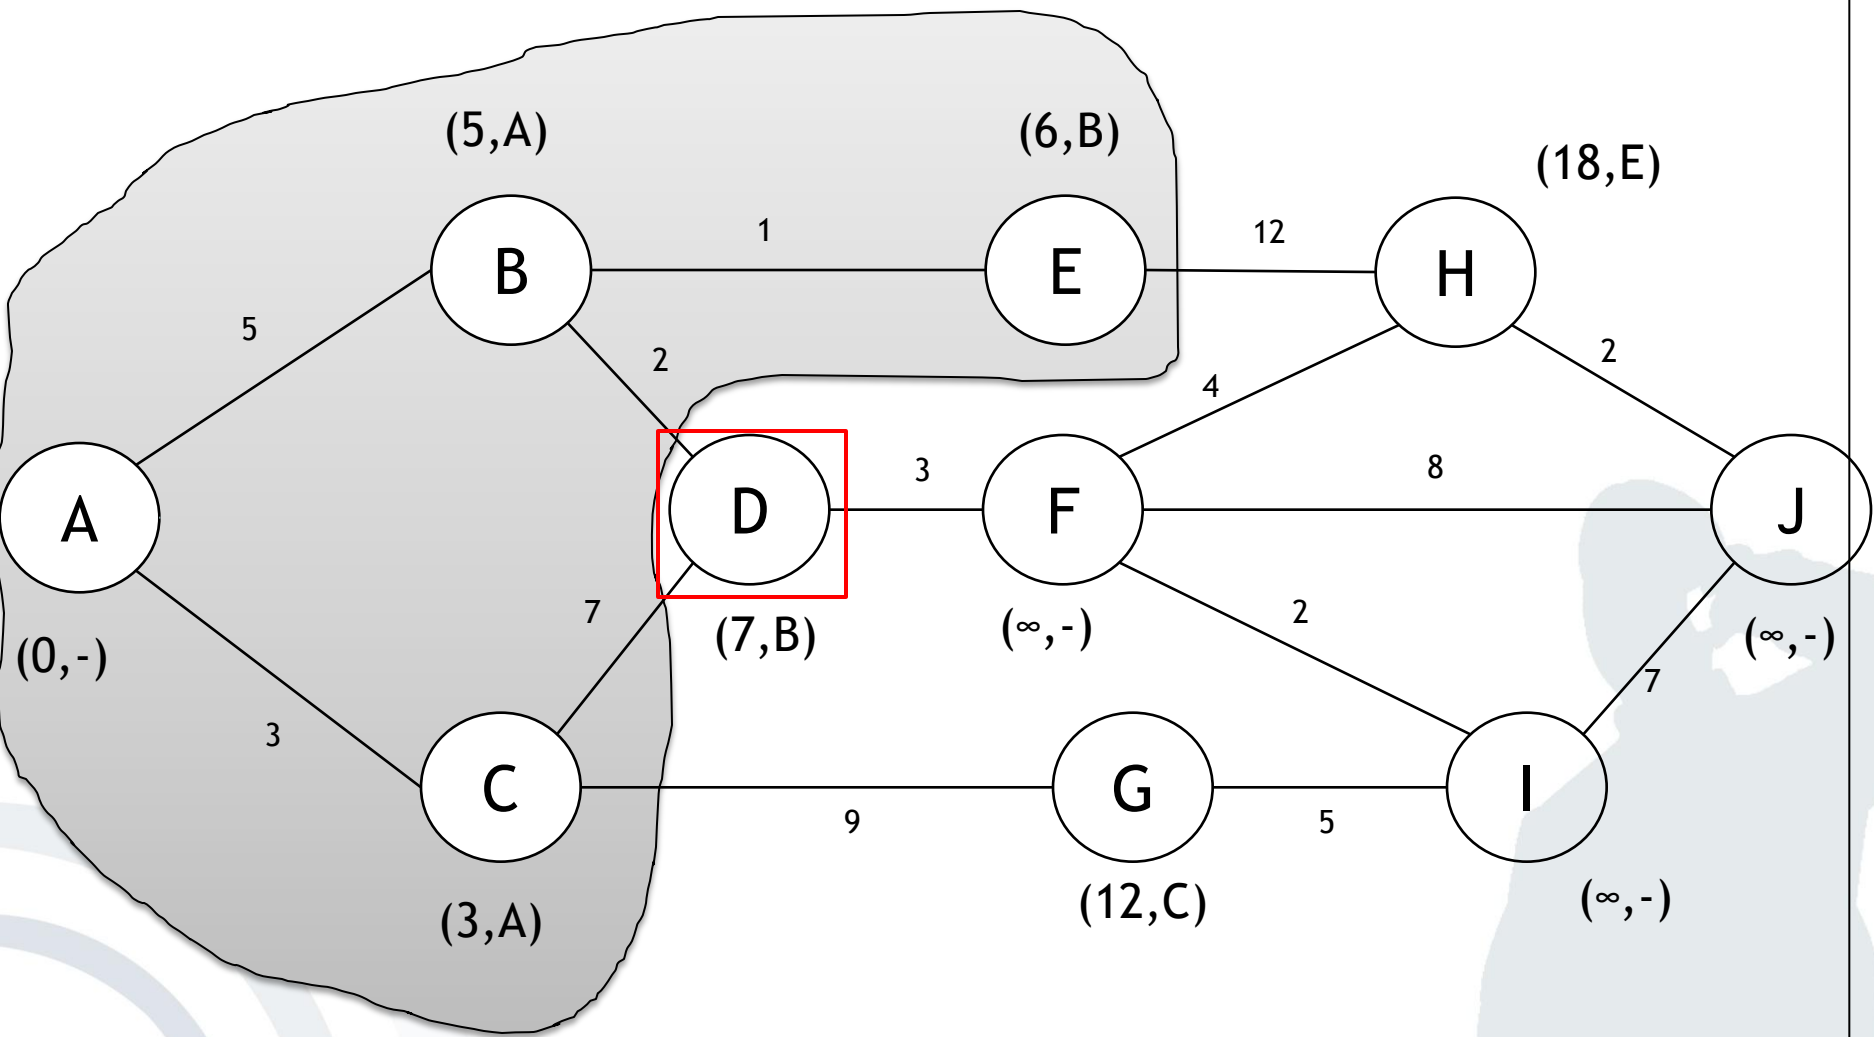 (5,A)
(6,B)
(18,E)
B
1
E
12
H
5
2
2
4
A
D
3
F
8
J
(0,-)
7
(7,B)
(∞,-)
2
(∞,-)
7
3
C
9
G
5
I
(3,A)
(12,C)
(∞,-)